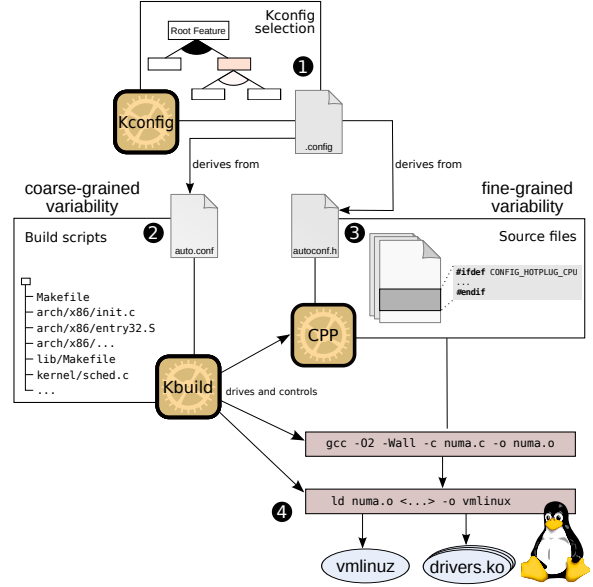 Kconfig
selection
Root Feature
1
Kconfig
.config
derives from
derives from
coarse-grained
variability
fine-grained
variability
2
auto.conf
autoconf.h
3
Build scripts
Source files
#ifdef CONFIG_HOTPLUG_CPU
...
#endif
Makefile
arch/x86/init.c
arch/x86/entry32.S
arch/x86/...
lib/Makefile
kernel/sched.c
...
CPP
Kbuild
drives and controls
gcc -O2 -Wall -c numa.c -o numa.o
4
ld numa.o <...> -o vmlinux
vmlinuz
drivers.ko